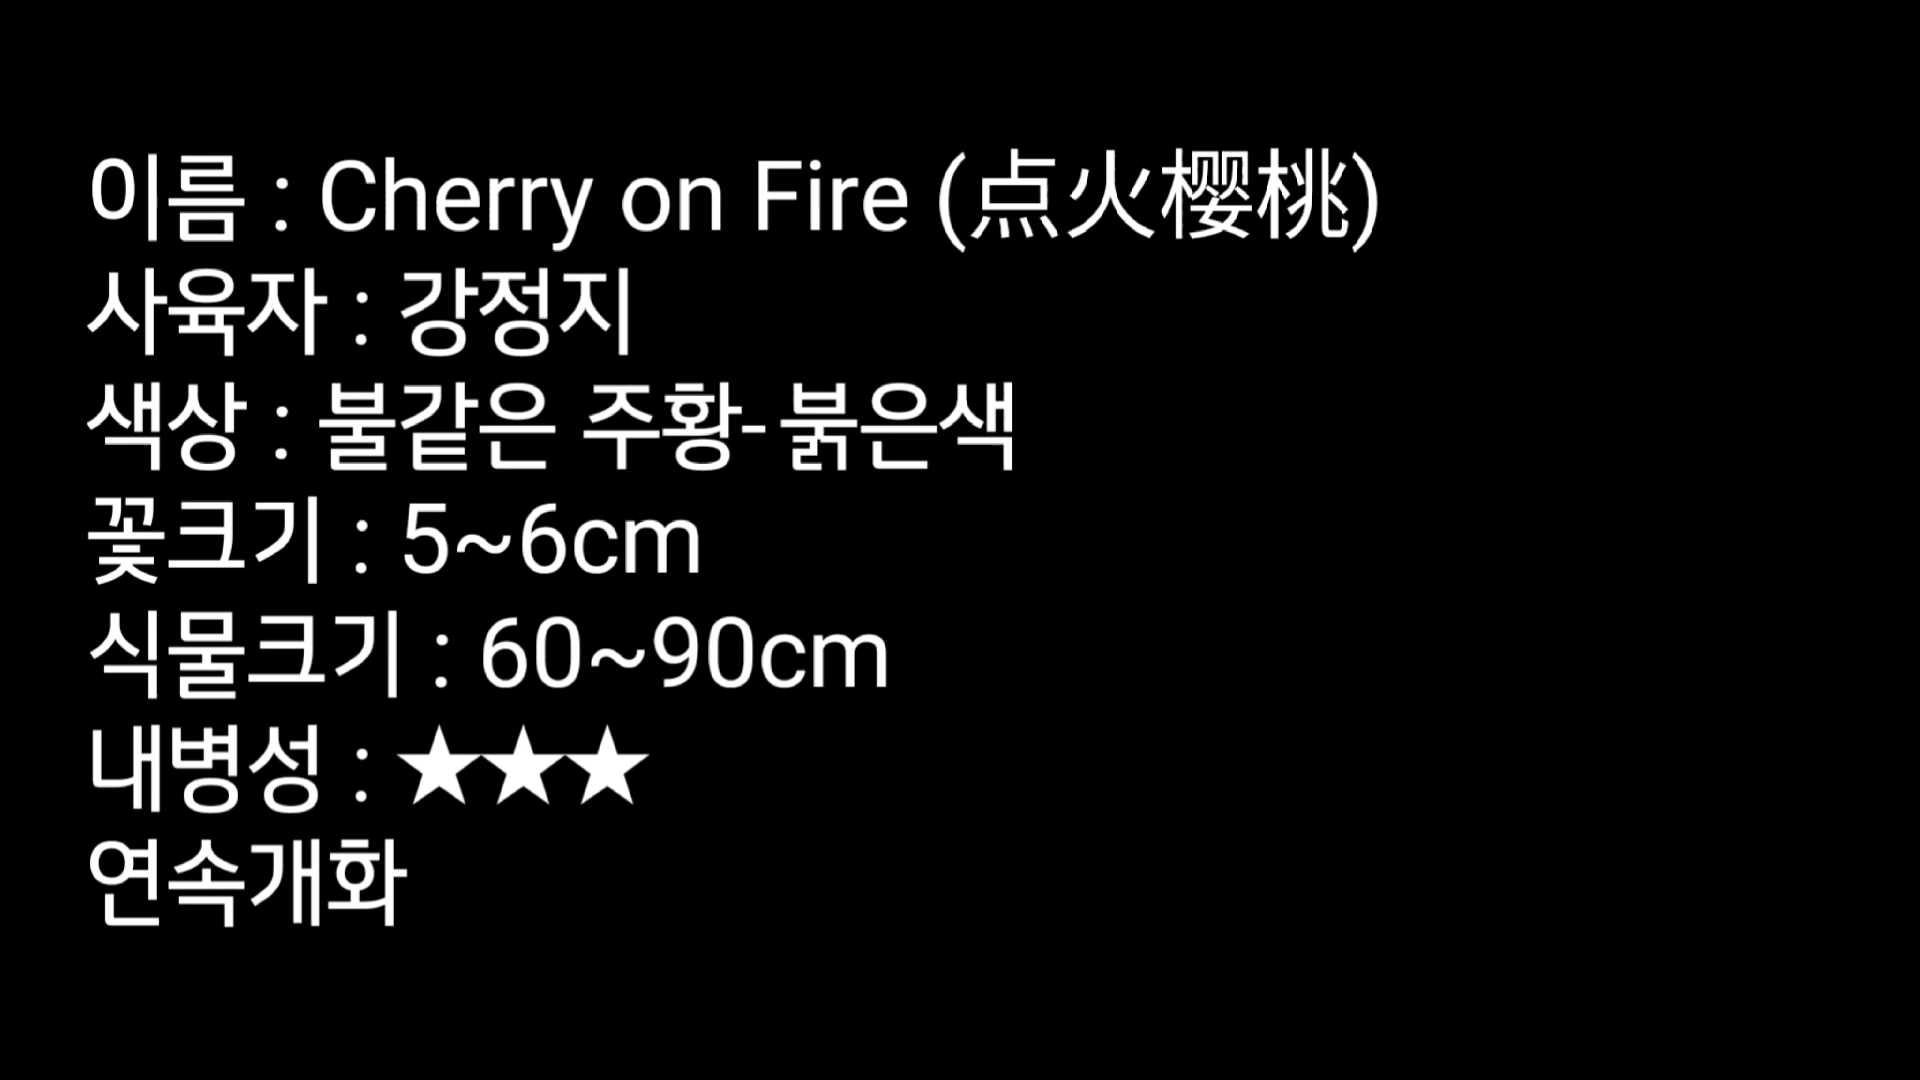 이름 : Cherry on Fire (点火樱桃)
사육자 : 강정지
색상 : 불같은 주황- 붉은색
꽃크기 : 5~6cm
식물크기 : 60~90cm
내병성 : ★★★
연속개화